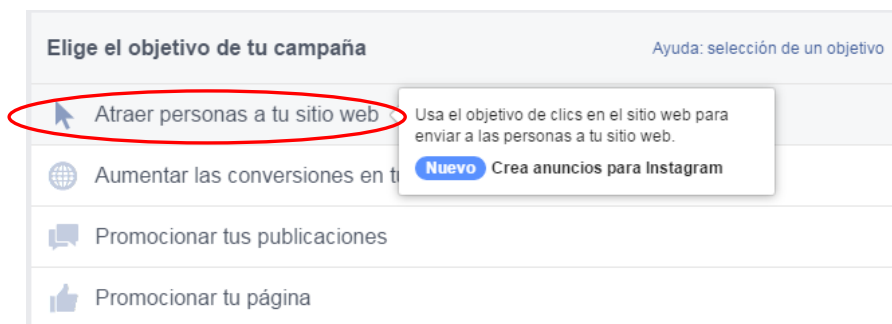 Elige el objetivo de tu campaña
Ayuda: selección de un objetivo
Atraer personas a tu sitio web
Usa el objetivo de clics en el sitio web para
enviar a las personas a tu sitio web.
Nuevo Crea anuncios para Instagram
Aumentar las conversiones en
Promocionar tus publicaciones
Promocionar tu página